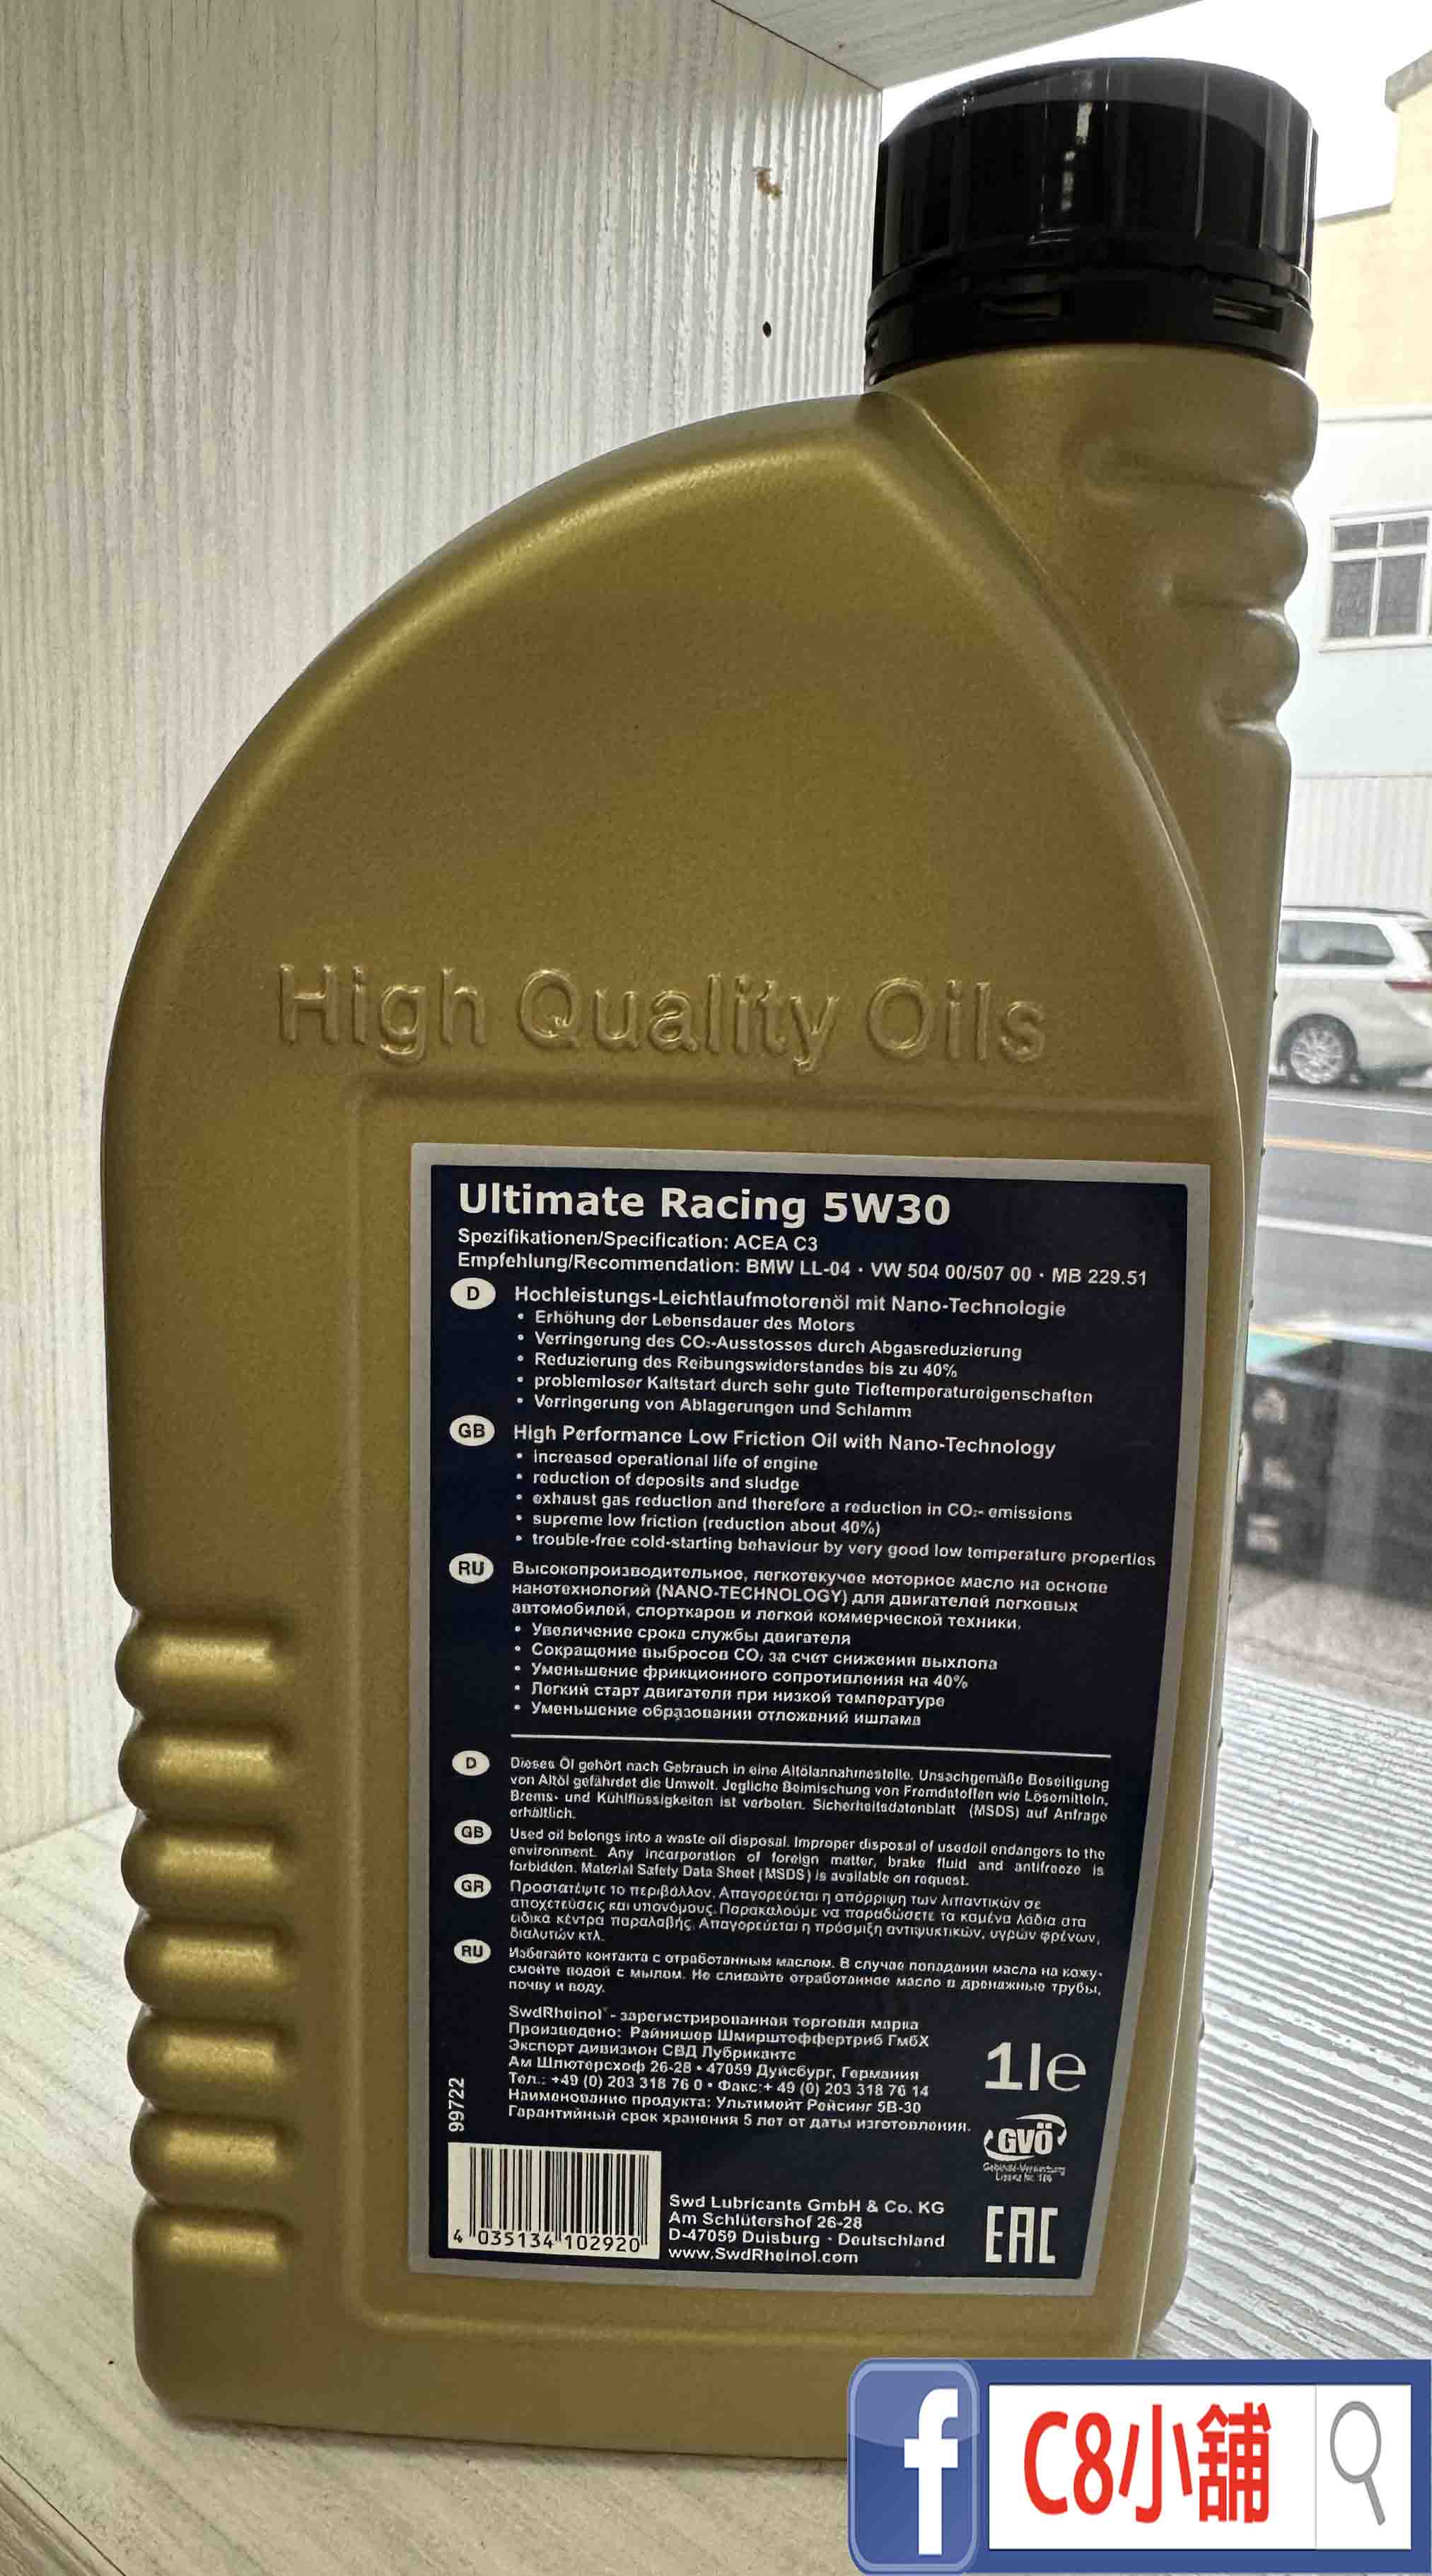 High Quality Oils
Ultimate Racing 5W30
Spezifikationen/Specification: ACEA C3
Empfehlung/Recommendation: BMW LL-04 · VW 504 00/507 00 · MB 229.51
D
Hochleistungs-Leichtlaufmotorenöl mit Nano-Technologie
• Erhöhung der Lebensdauer des Motors
• Verringerung des CO₂-Ausstosses durch Abgasreduzierung
• Reduzierung des Reibungswiderstandes bis zu 40%
• problemloser Kaltstart durch sehr gute Tieftemperatureigenschaften
• Verringerung von Ablagerungen und Schlamm
GB
High Performance Low Friction Oil with Nano-Technology
• Increased operational life of engine
• reduction of deposits and sludge
• exhaust gas reduction and therefore a reduction in CO₂- emissions
• supreme low friction (reduction about 40%)
• trouble-free cold-starting behaviour by very good low temperature properties
RU
Высокопроизводительное, легкотекучее моторное масло на основе
нанотехнологий (NANO-TECHNOLOGY) для двигателей легковых
автомобилей, спорткаров и легкой коммерческой техники.
• Увеличение срока службы двигателя
• Сокращение выбросов CO₂ за счет снижения выхлопа
• Уменьшение фрикционного сопротивления на 40%
• Легкий старт двигателя при низкой температуре
• Уменьшение образования отложений ишлама
D
Dieses Öl gehört nach Gebrauch in eine Altölannahmestelle. Unsachgemäße Beseitigung
von Altöl gefährdet die Umwelt. Jegliche Beimischung von Fremdstoffen wie Lösemitteln,
Brems- und Kühlflüssigkeiten ist verboten. Sicherheitsdatenblatt (MSDS) auf Anfrage
erhältlich.
GB
Used oil belongs into a waste oil disposal. Improper disposal of usedoil endangers to the
environment. Any incorporation of foreign matter, brake fluid and antifreeze is
forbidden. Material Safety Data Sheet (MSDS) is available on request.
GR
Προστατέψτε το περιβάλλον. Απαγορεύεται η απόρριψη των λιπαντικών σε
αποχετεύσεις και υπονόμους. Παρακαλούμε να παραδώσετε τα καμένα λάδια στα
ειδικά κέντρα παραλαβής. Απαγορεύεται η πρόσμιξη αντιψυκτικών, υγρών φρένων,
διαλυτών κτλ.
RU
Избегайте контакта с отработанным маслом. В случае попадания масла на кожу-
смойте водой с мылом. Не сливайте отработанное масло в дренажные трубы,
почву и воду.
SwdRheinol - зарегистрированная торговая марка
Произведено: Райнишер Шмирштоффертриб ГмбХ
Экспорт дивизион СВД Лубрикантс
Ам Шлютерсхоф 26-28 • 47059 Дуйсбург, Германия
Тел.: +49 (0) 203 318 76 0 • Факс:+ 49 (0) 203 318 76 14
Наименование продукта: Ультимейт Рейсинг 5В-30
Гарантийный срок хранения 5 лет от даты изготовления.
1le
99722
GVÖ
EAC
4 035134 102920
Swd Lubricants GmbH & Co. KG
Am Schlütershof 26-28
D-47059 Duisburg · Deutschland
www.SwdRheinol.com
f
C8小舖